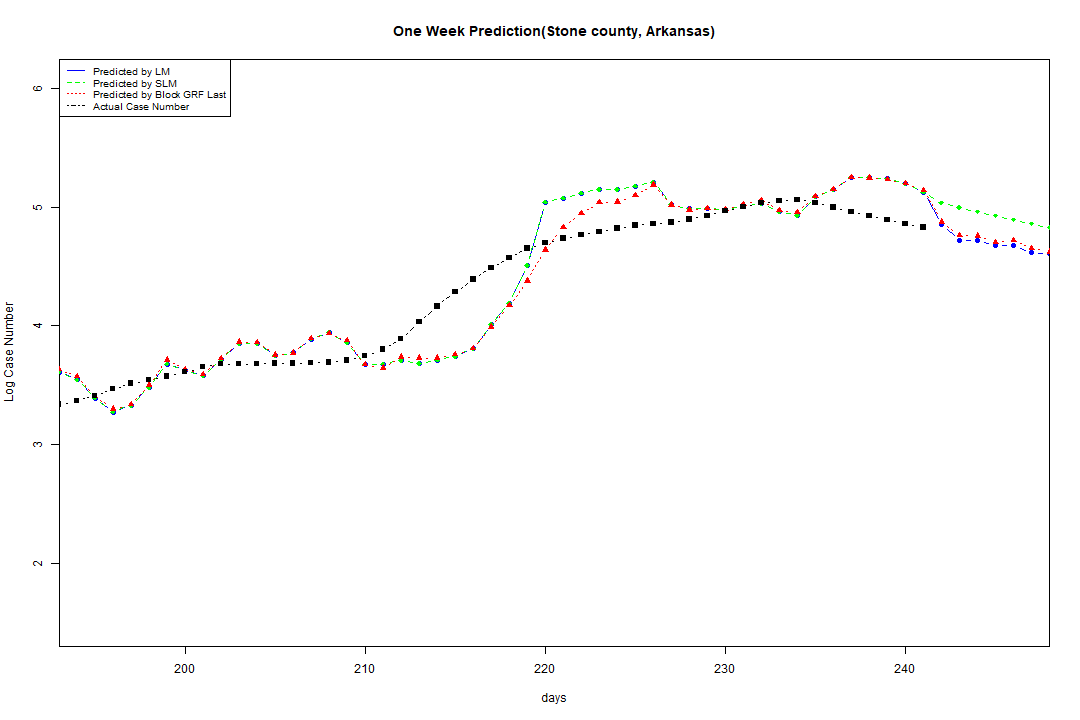 One Week Prediction(Stone county, Arkansas)
Predicted by LM
Predicted by SLM
Predicted by Block GRF Last
Actual Case Number
6
5
4
3
2
Log Case Number
200 210 220 230 240
days